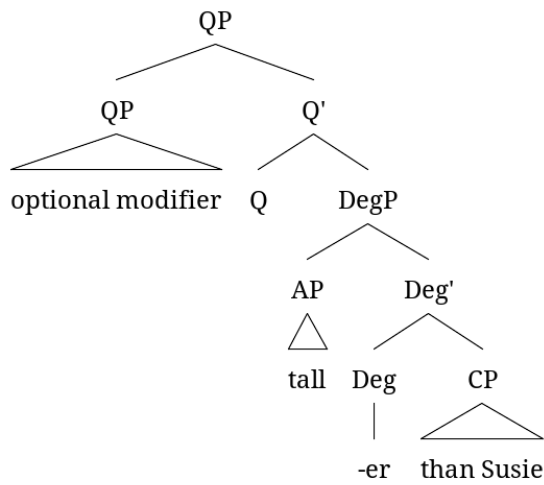 QP
QP Q'
optional modifier Q DegP
AP Deg'
tall Deg CP
-er than Susie